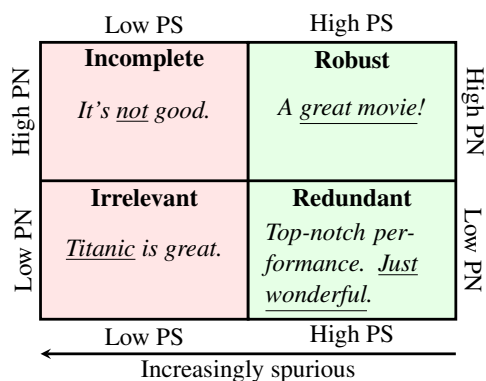 Low PS High PS
High PN
Incomplete Robust
High PN
It's not good. A great movie!
Low PN
Irrelevant Redundant
Low PN
Titanic is great. Top-notch per-
formance. Just
wonderful.
Low PS High PS
Increasingly spurious